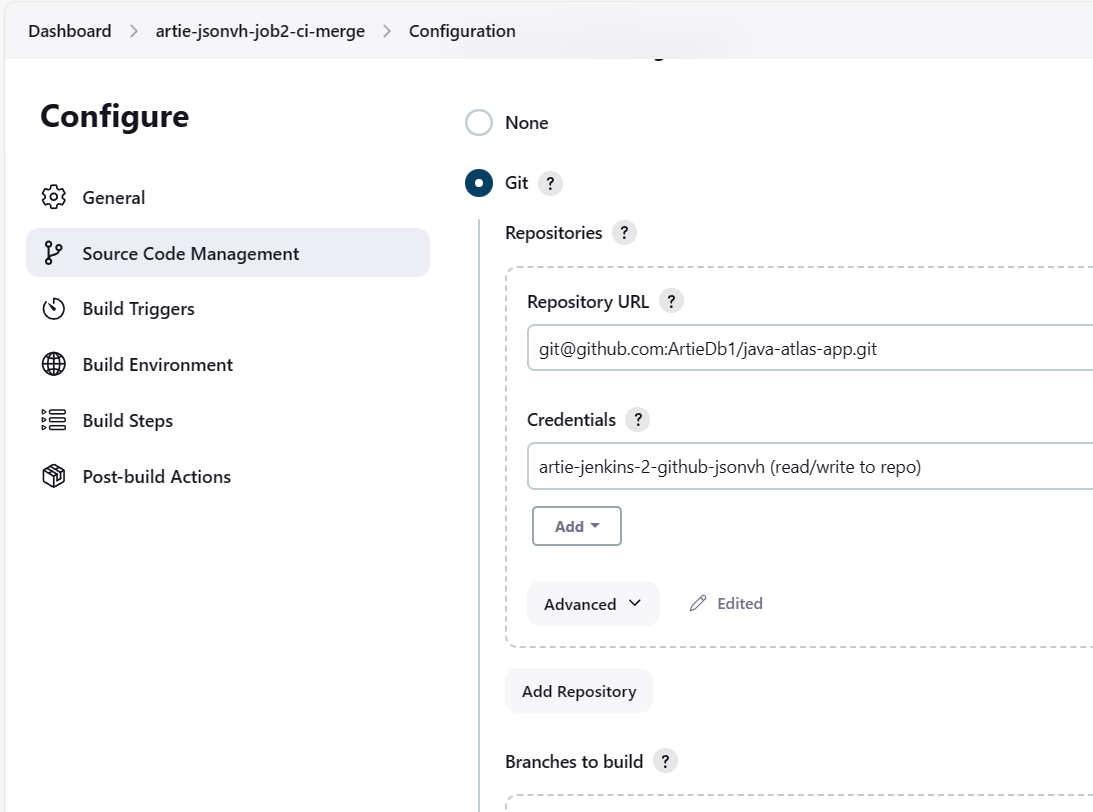 Dashboard > artie-jsonvh-job2-ci-merge > Configuration
Configure
General
Source Code Management
Build Triggers
Build Environment
Build Steps
Post-build Actions
None
Git ?
Repositories ?
Repository URL ?
git@github.com:ArtieDb1/java-atlas-app.git
Credentials ?
artie-jenkins-2-github-jsonvh (read/write to repo)
Add
Advanced
Edited
Add Repository
Branches to build ?